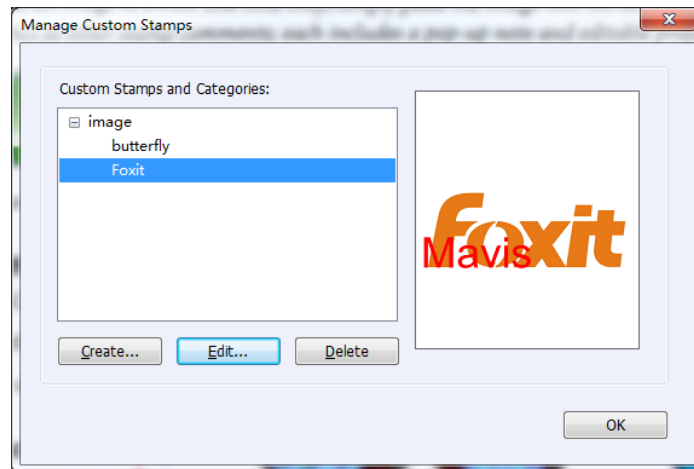 Manage Custom Stamps
Custom Stamps and Categories:
image
butterfly
Foxit
Foxit
Mavis
Create...
Edit...
Delete
OK